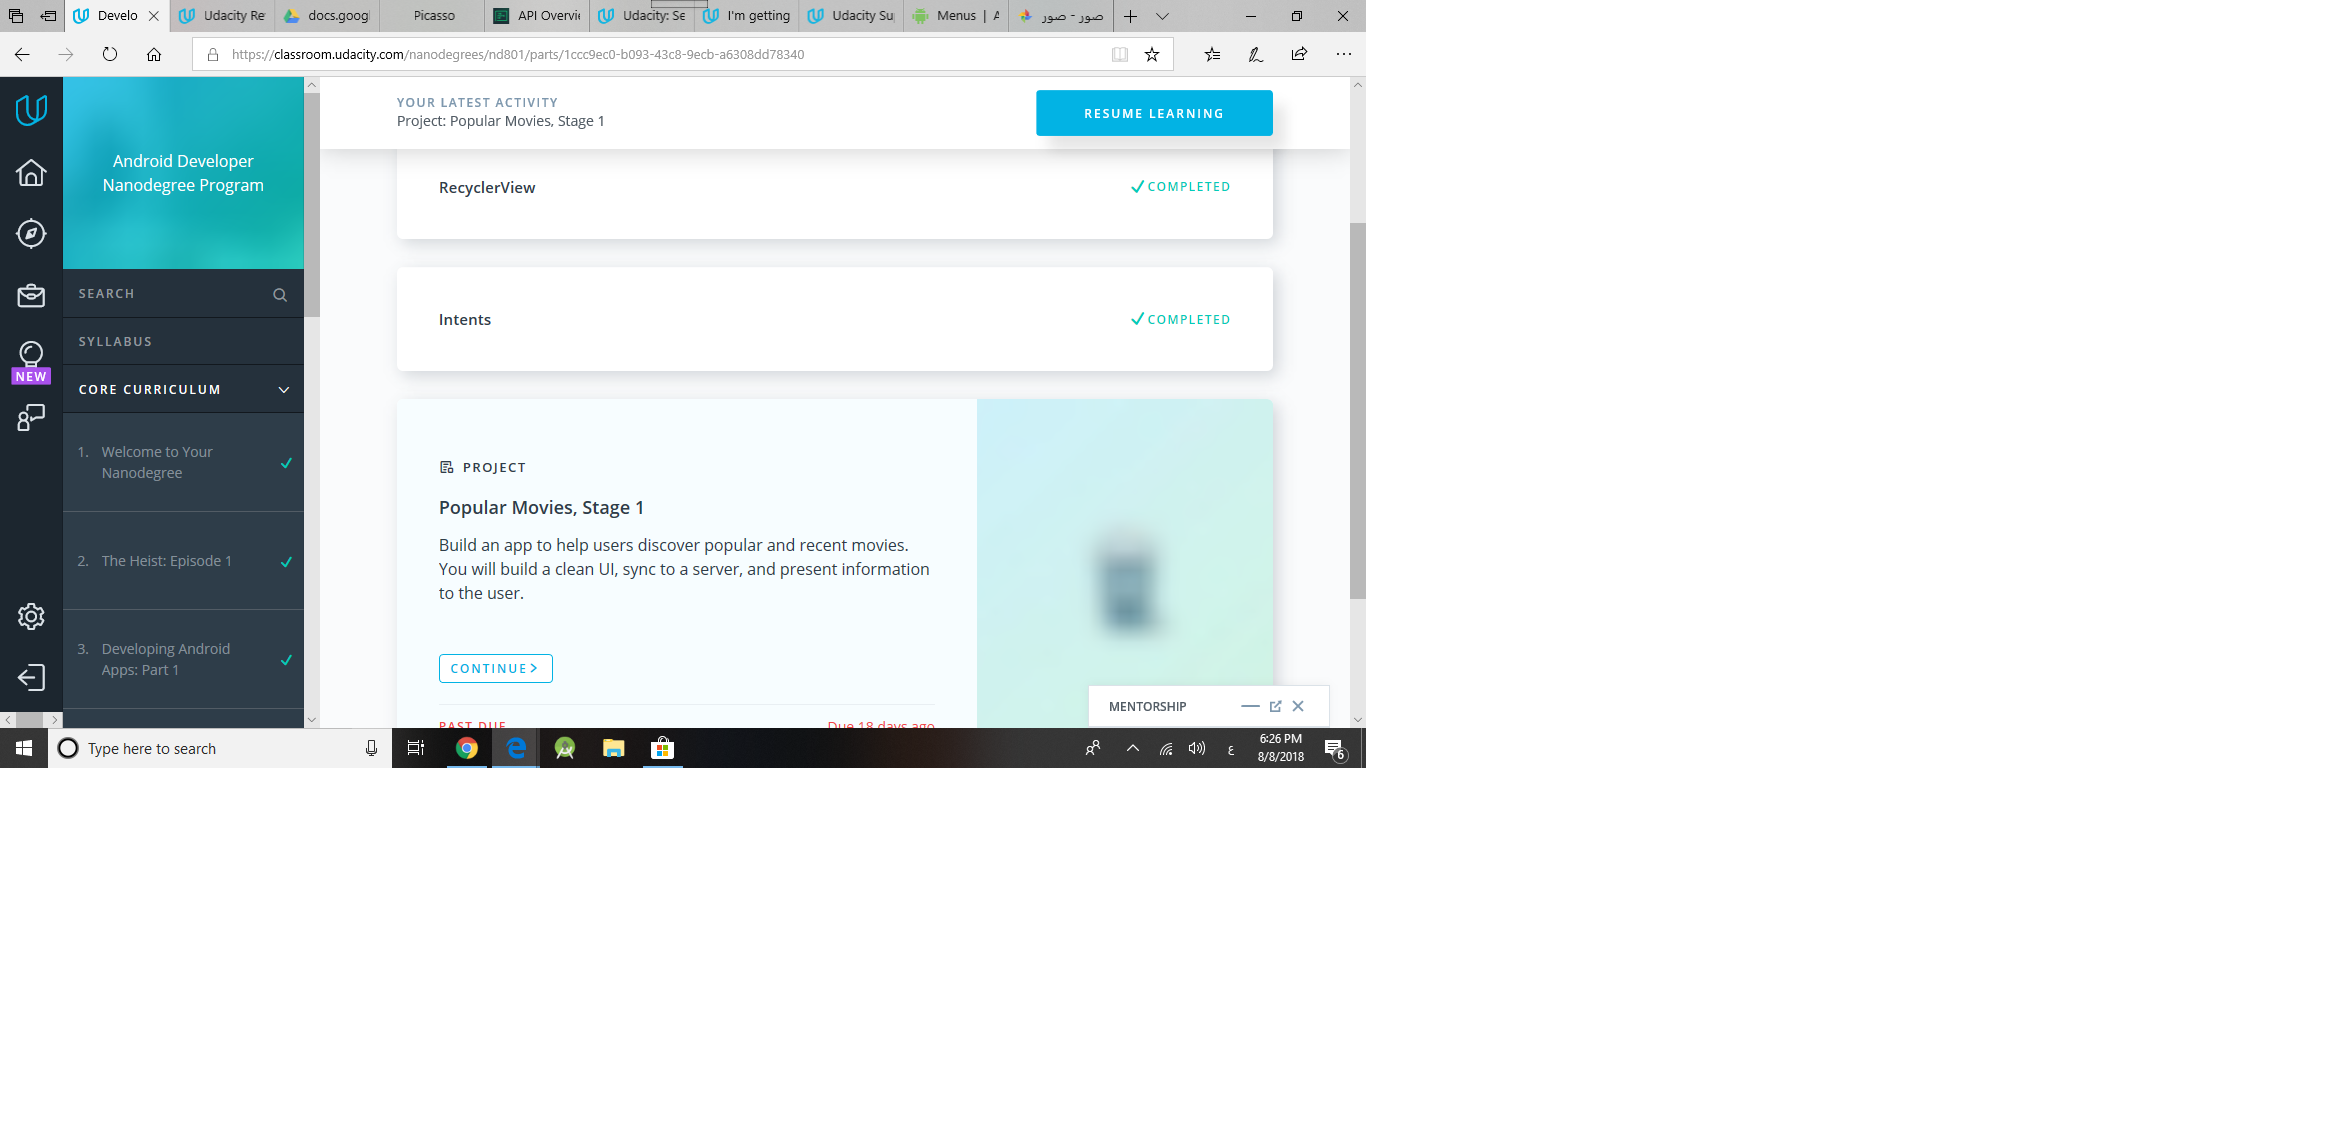 Develo
Udacity Re
docs.googl
Picasso
API Overvi
Udacity: Se
I'm getting
Udacity Su
Menus | A
صور - صور
https://classroom.udacity.com/nanodegrees/nd801/parts/1ccc9ec0-b093-43c8-9ecb-a6308dd78340
Android Developer
Nanodegree Program
SEARCH
SYLLABUS
NEW
CORE CURRICULUM
1. Welcome to Your
Nanodegree
2. The Heist: Episode 1
3. Developing Android
Apps: Part 1
YOUR LATEST ACTIVITY
Project: Popular Movies, Stage 1
RESUME LEARNING
RecyclerView
COMPLETED
Intents
COMPLETED
PROJECT
Popular Movies, Stage 1
Build an app to help users discover popular and recent movies.
You will build a clean UI, sync to a server, and present information
to the user.
CONTINUE
PAST DUE
Due 18 days ago
MENTORSHIP
Type here to search
ع
6:26 PM
8/8/2018
6